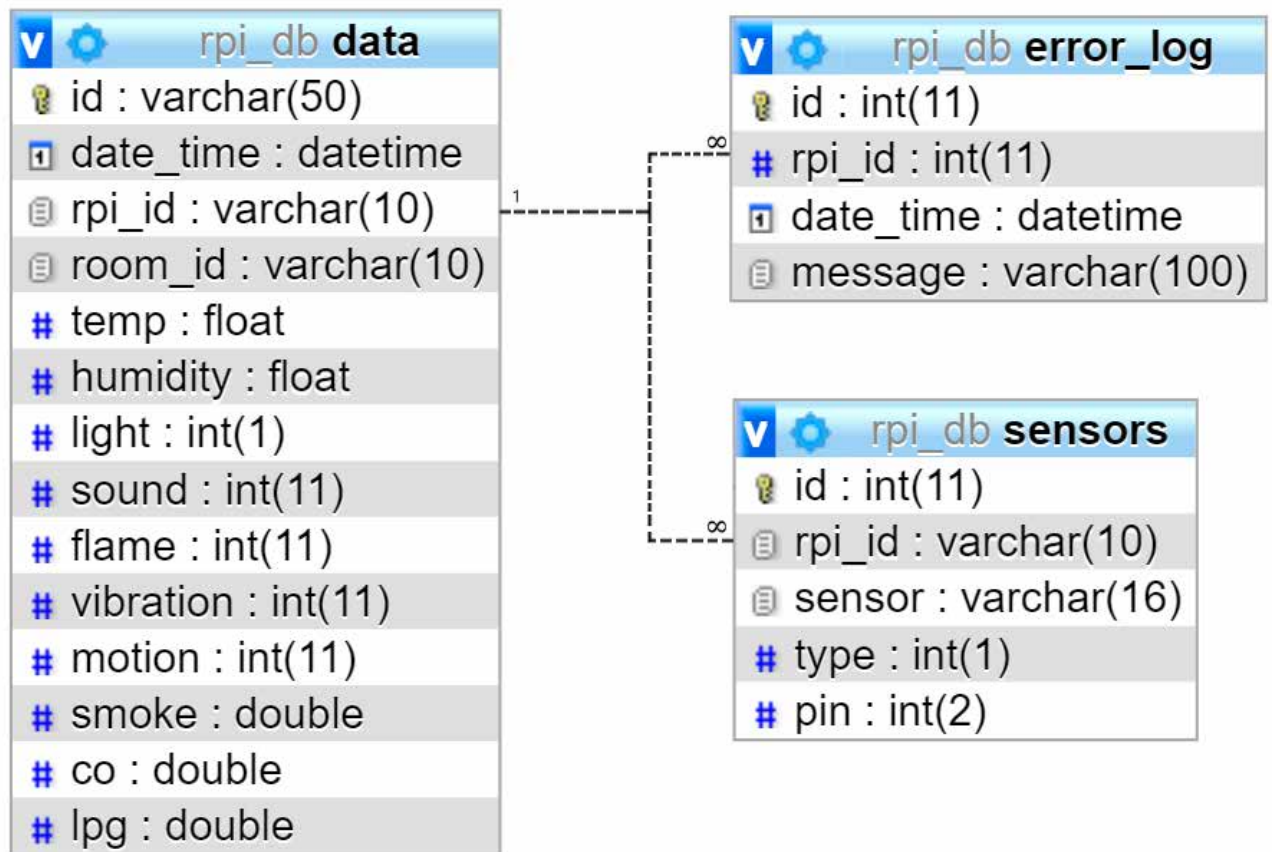 rpi_db data
id : varchar(50)
date_time : datetime
rpi_id : varchar(10)
room_id : varchar(10)
temp : float
humidity : float
light : int(1)
sound : int(11)
flame : int(11)
vibration : int(11)
motion : int(11)
smoke : double
co : double
lpg : double
1
∞
∞
rpi_db error_log
id : int(11)
rpi_id : int(11)
date_time : datetime
message : varchar(100)
rpi_db sensors
id : int(11)
rpi_id : varchar(10)
sensor : varchar(16)
type : int(1)
pin : int(2)